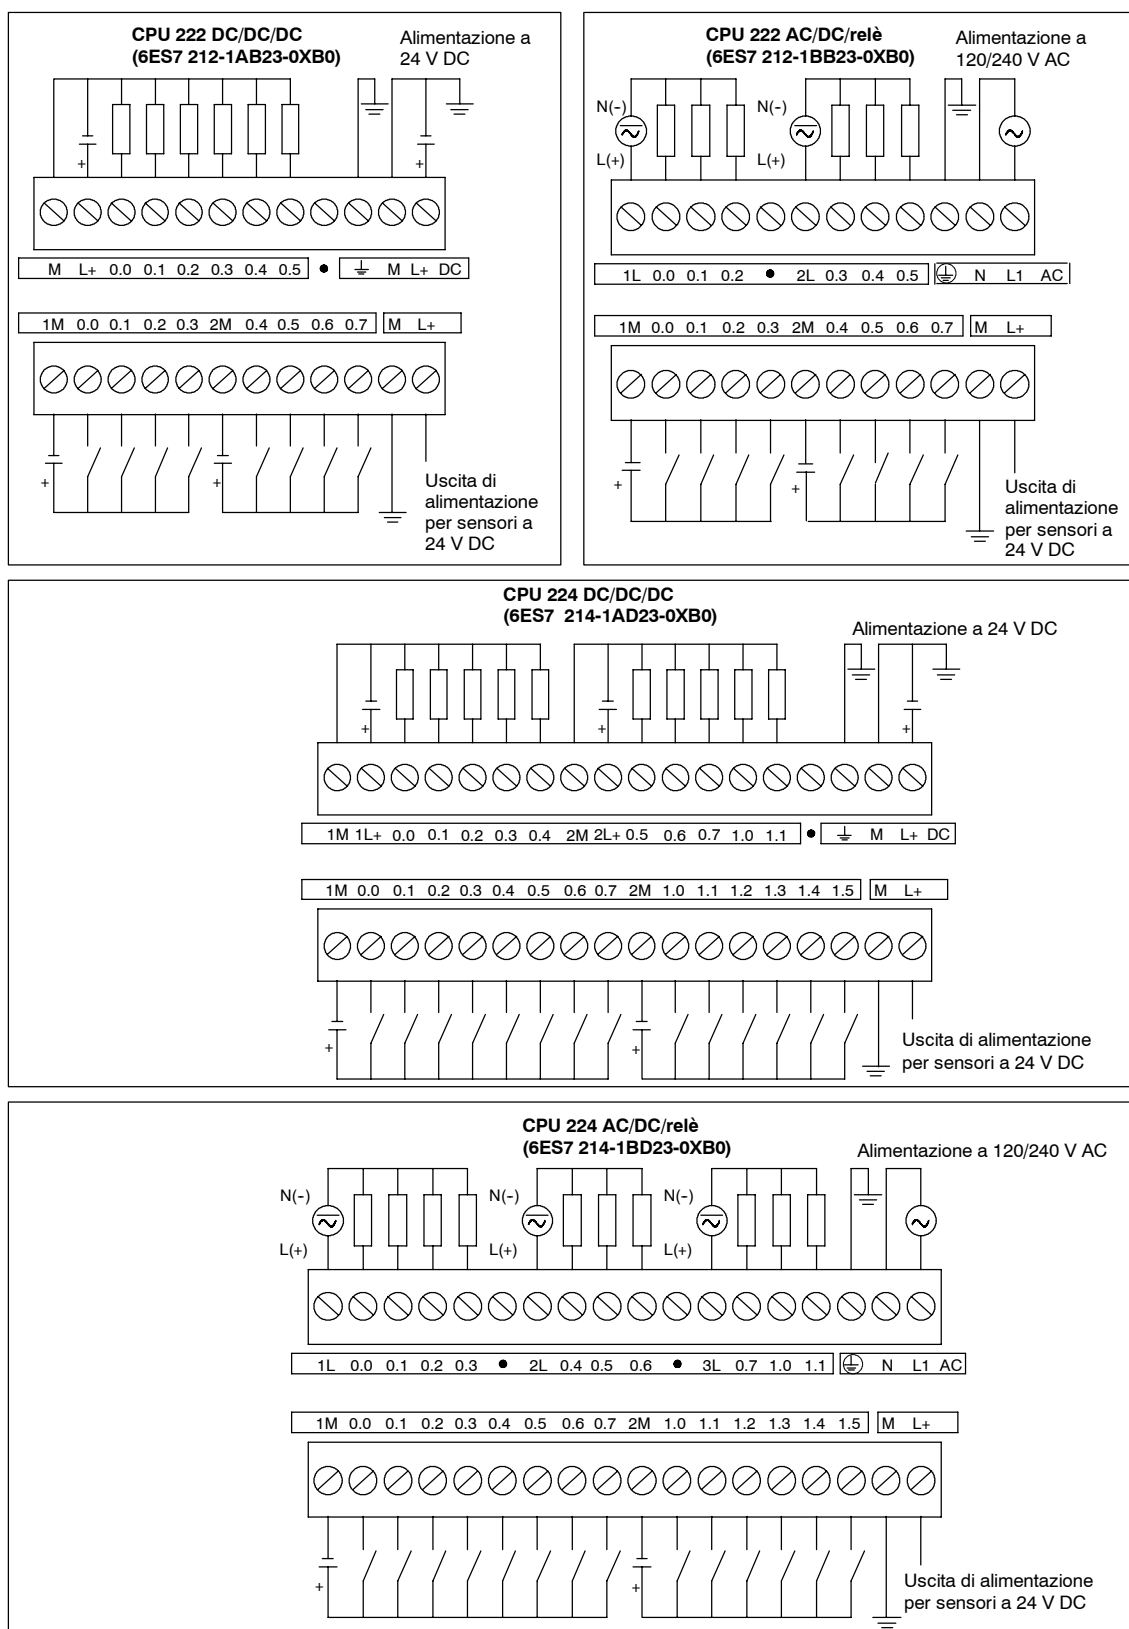 CPU 222 DC/DC/DC
(6ES7 212-1AB23-0XB0)
Alimentazione a
24 V DC
+
+
M L+ 0.0 0.1 0.2 0.3 0.4 0.5 • M L+ DC
1M 0.0 0.1 0.2 0.3 2M 0.4 0.5 0.6 0.7 M L+
+
+
Uscita di
alimentazione
per sensori a
24 V DC
CPU 222 AC/DC/relè
(6ES7 212-1BB23-0XB0)
Alimentazione a
120/240 V AC
N(-)
N(-)
L(+)
L(+)
1L 0.0 0.1 0.2 • 2L 0.3 0.4 0.5 N L1 AC
1M 0.0 0.1 0.2 0.3 2M 0.4 0.5 0.6 0.7 M L+
+
+
Uscita di
alimentazione
per sensori a
24 V DC
CPU 224 DC/DC/DC
(6ES7 214-1AD23-0XB0)
Alimentazione a 24 V DC
+
+
+
1M 1L+ 0.0 0.1 0.2 0.3 0.4 2M 2L+ 0.5 0.6 0.7 1.0 1.1 • M L+ DC
1M 0.0 0.1 0.2 0.3 0.4 0.5 0.6 0.7 2M 1.0 1.1 1.2 1.3 1.4 1.5 M L+
+
+
Uscita di alimentazione
per sensori a 24 V DC
CPU 224 AC/DC/relè
(6ES7 214-1BD23-0XB0)
Alimentazione a 120/240 V AC
N(-)
N(-)
N(-)
L(+)
L(+)
L(+)
1L 0.0 0.1 0.2 0.3 • 2L 0.4 0.5 0.6 • 3L 0.7 1.0 1.1 N L1 AC
1M 0.0 0.1 0.2 0.3 0.4 0.5 0.6 0.7 2M 1.0 1.1 1.2 1.3 1.4 1.5 M L+
+
+
Uscita di alimentazione
per sensori a 24 V DC